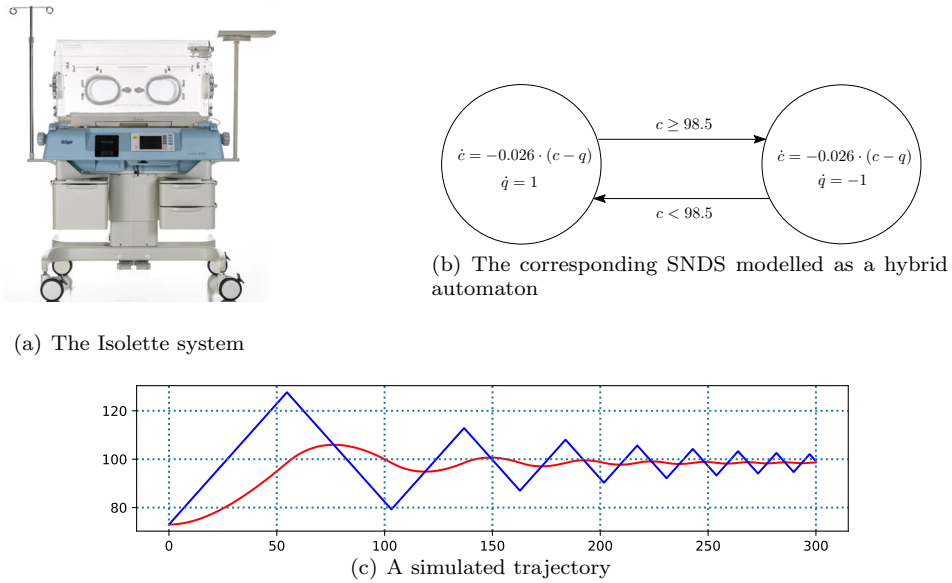 Dräger
ċ = −0.026 · (c − q)
q̇ = 1
c ≥ 98.5
c < 98.5
ċ = −0.026 · (c − q)
q̇ = −1
(b) The corresponding SNDS modelled as a hybrid
automaton
(a) The Isolette system
120
100
80
0 50 100 150 200 250 300
(c) A simulated trajectory